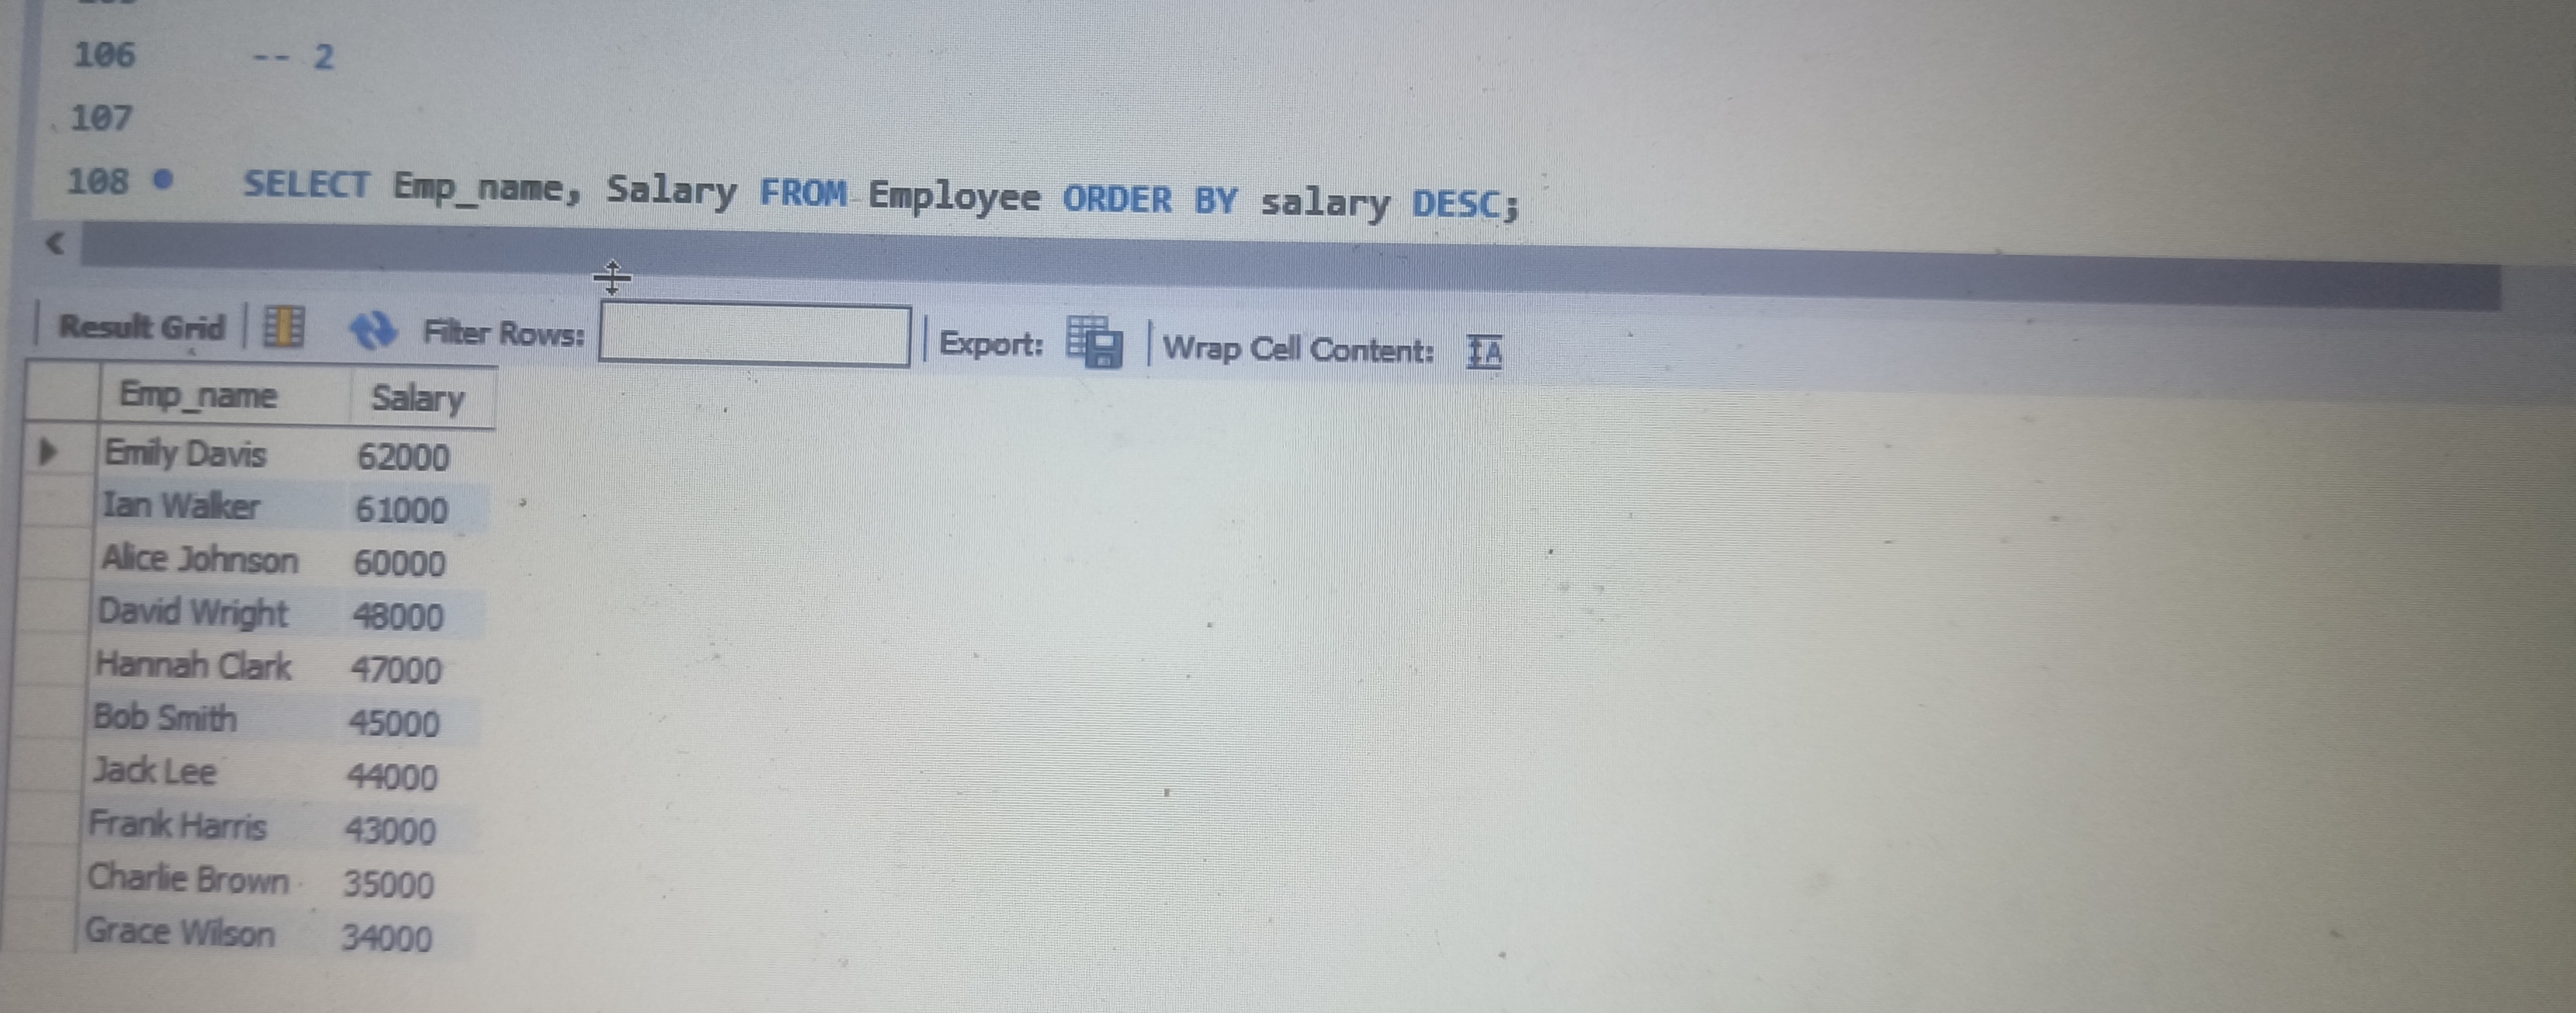 106 -- 2
107
108 SELECT Emp_name, Salary FROM Employee ORDER BY salary DESC;
Result Grid Filter Rows: Export: Wrap Cell Content: IA
Emp_name Salary
Emily Davis 62000
Ian Walker 61000
Alice Johnson 60000
David Wright 48000
Hannah Clark 47000
Bob Smith 45000
Jack Lee 44000
Frank Harris 43000
Charlie Brown 35000
Grace Wilson 34000